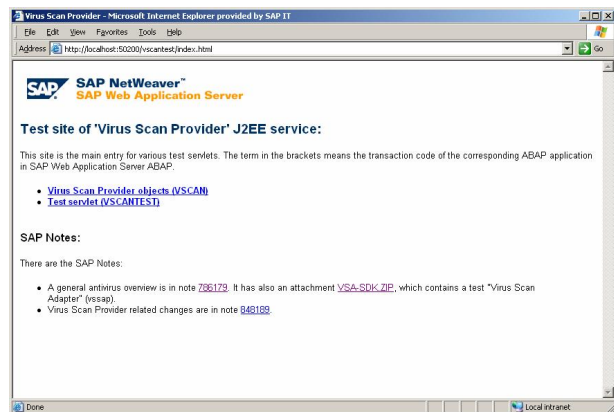 Virus Scan Provider - Microsoft Internet Explorer provided by SAP IT
File Edit View Favorites Tools Help
Address http://localhost:50200/vscantest/index.html Go
SAP SAP NetWeaver™
SAP Web Application Server
Test site of 'Virus Scan Provider' J2EE service:
This site is the main entry for various test servlets. The term in the brackets means the transaction code of the corresponding ABAP application
in SAP Web Application Server ABAP.
• Virus Scan Provider objects (VSCAN)
• Test servlet (VSCANTEST)
SAP Notes:
There are the SAP Notes:
• A general antivirus overview is in note 786179. It has also an attachment VSA-SDK.ZIP, which contains a test "Virus Scan
Adapter" (vssap).
• Virus Scan Provider related changes are in note 848189.
Done Local intranet